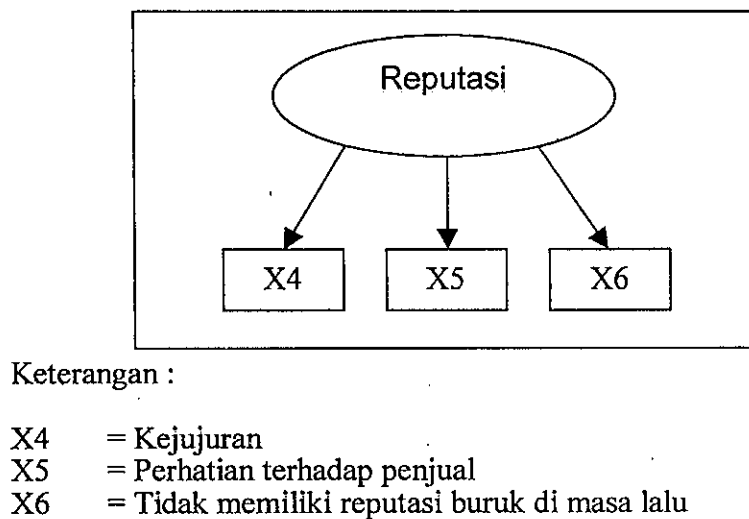 Reputasi
X4 X5 X6
Keterangan :
X4 = Kejujuran
X5 = Perhatian terhadap penjual
X6 = Tidak memiliki reputasi buruk di masa lalu